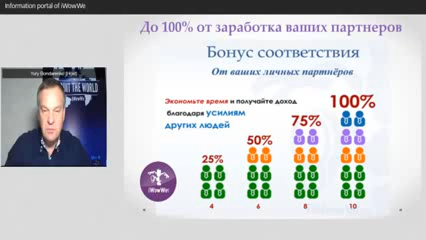 Information portal of iWowWe
До 100% от заработка ваших партнеров
Бонус соответствия
От ваших личных партнёров
Экономьте время и получайте доход
благодаря усилиям
других людей
25%
50%
75%
100%
iWowWe
4 6 8 10